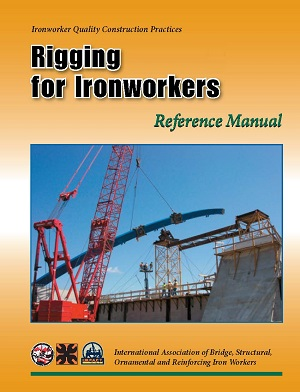 Ironworker Quality Construction Practices
Rigging
for Ironworkers
Reference Manual
International Association of Bridge, Structural,
Ornamental and Reinforcing Iron Workers